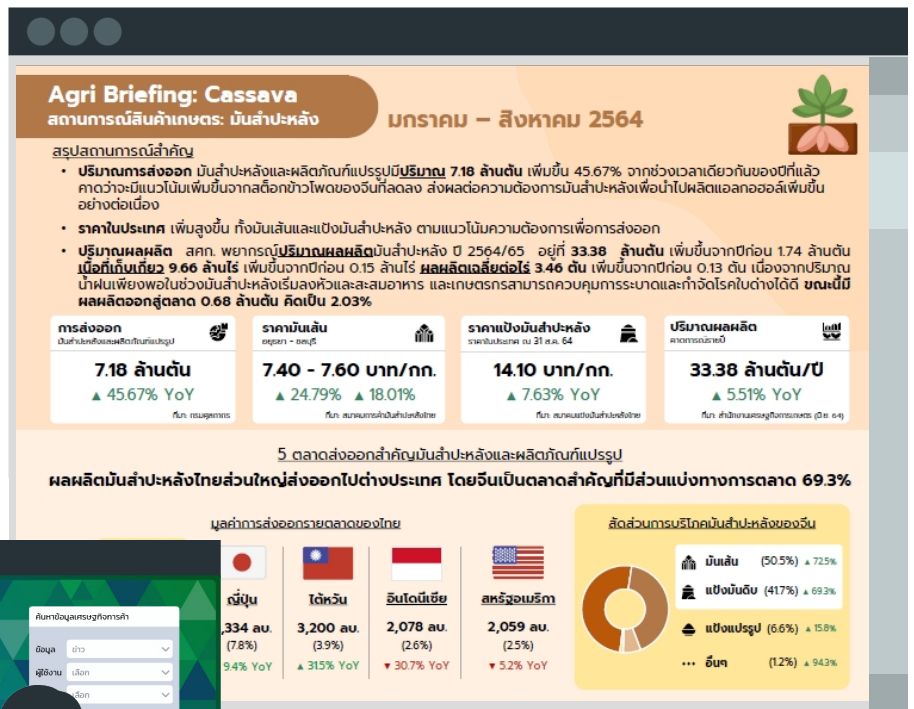 Agri Briefing: Cassava
สถานการณ์สินค้าเกษตร: มันสำปะหลัง
มกราคม – สิงหาคม 2564
สรุปสถานการณ์สำคัญ
• ปริมาณการส่งออก มันสำปะหลังและผลิตภัณฑ์แปรรูปมีปริมาณ 7.18 ล้านตัน เพิ่มขึ้น 45.67% จากช่วงเวลาเดียวกันของปีที่แล้ว
คาดว่าจะมีแนวโน้มเพิ่มขึ้นจากสต็อกข้าวโพดของจีนที่ลดลง ส่งผลต่อความต้องการมันสำปะหลังเพื่อนำไปผลิตแอลกอฮอล์เพิ่มขึ้น
อย่างต่อเนื่อง
• ราคาในประเทศ เพิ่มสูงขึ้น ทั้งมันเส้นและแป้งมันสำปะหลัง ตามแนวโน้มความต้องการเพื่อการส่งออก
• ปริมาณผลผลิต สศก. พยากรณ์ปริมาณผลผลิตมันสำปะหลัง ปี 2564/65 อยู่ที่ 33.38 ล้านตัน เพิ่มขึ้นจากปีก่อน 1.74 ล้านตัน
เนื้อที่เก็บเกี่ยว 9.66 ล้านไร่ เพิ่มขึ้นจากปีก่อน 0.15 ล้านไร่ ผลผลิตเฉลี่ยต่อไร่ 3.46 ตัน เพิ่มขึ้นจากปีก่อน 0.13 ตัน เนื่องจากปริมาณ
น้ำฝนเพียงพอในช่วงมันสำปะหลังเริ่มลงหัวและสะสมอาหาร และเกษตรกรสามารถควบคุมการระบาดและกำจัดโรคใบด่างได้ดี ขณะนี้มี
ผลผลิตออกสู่ตลาด 0.68 ล้านตัน คิดเป็น 2.03%
การส่งออก
มันสำปะหลังและผลิตภัณฑ์แปรรูป
7.18 ล้านตัน
▲ 45.67% YoY
ที่มา: กรมศุลกากร
ราคามันเส้น
อยุธยา - ชลบุรี
7.40 - 7.60 บาท/กก.
▲ 24.79% ▲ 18.01%
ที่มา: สมาคมการค้ามันสำปะหลังไทย
ราคาแป้งมันสำปะหลัง
ราคาในประเทศ ณ 31 ส.ค. 64
14.10 บาท/กก.
▲ 7.63% YoY
ที่มา: สมาคมแป้งมันสำปะหลังไทย
ปริมาณผลผลิต
คาดการณ์รายปี
33.38 ล้านตัน/ปี
▲ 5.51% YoY
ที่มา: สำนักงานเศรษฐกิจการเกษตร (มิ.ย. 64)
5 ตลาดส่งออกสำคัญมันสำปะหลังและผลิตภัณฑ์แปรรูป
ผลผลิตมันสำปะหลังไทยส่วนใหญ่ส่งออกไปต่างประเทศ โดยจีนเป็นตลาดสำคัญที่มีส่วนแบ่งทางการตลาด 69.3%
มูลค่าการส่งออกรายตลาดของไทย
ญี่ปุ่น
,334 ลบ.
(7.8%)
9.4% YoY
ไต้หวัน
3,200 ลบ.
(3.9%)
▲ 31.5% YoY
อินโดนีเซีย
2,078 ลบ.
(2.6%)
▼ 30.7% YoY
สหรัฐอเมริกา
2,059 ลบ.
(2.5%)
▼ 5.2% YoY
สัดส่วนการบริโภคมันสำปะหลังของจีน
มันเส้น (50.5%) ▲ 72.5%
แป้งมันดิบ (41.7%) ▲ 69.3%
แป้งแปรรูป (6.6%) ▲ 15.8%
อื่นๆ (1.2%) ▲ 94.3%
ค้นหาข้อมูลเศรษฐกิจการค้า
ข้อมูล ข่าว
ผู้ใช้งาน เลือก
เลือก